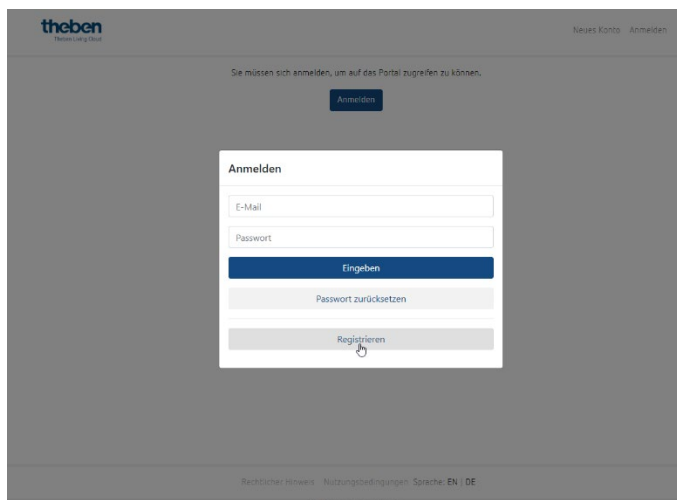 theben
Theben Living Cloud
Neues Konto Anmelden
Sie müssen sich anmelden, um auf das Portal zugreifen zu können.
Anmelden
Anmelden
E-Mail
Passwort
Eingeben
Passwort zurücksetzen
Registrieren
Rechtlicher Hinweis Nutzungsbedingungen Sprache: EN | DE